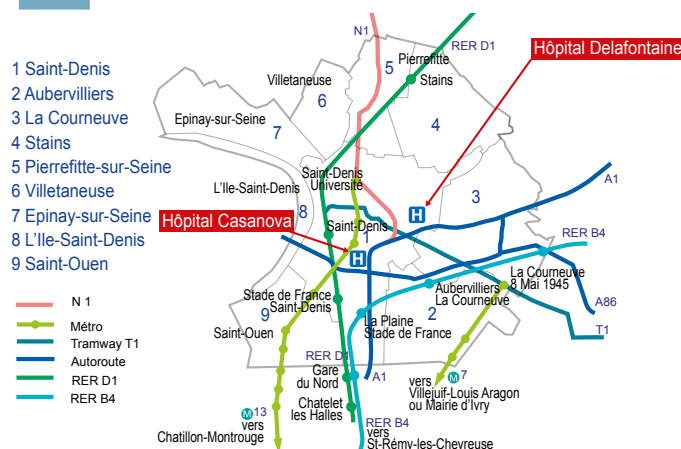 N1
RER D1
Hôpital Delafontaine
Pierrefitte
Stains
5
1 Saint-Denis
2 Aubervilliers
3 La Courneuve
4 Stains
5 Pierrefitte-sur-Seine
6 Villetaneuse
7 Epinay-sur-Seine
8 L'Ile-Saint-Denis
9 Saint-Ouen
Villetaneuse
6
Epinay-sur-Seine
7
4
Saint-Denis
Université
L'Ile-Saint-Denis
8
3
A1
H
Hôpital Casanova
Saint-Denis
1
RER B4
H
La Courneuve
8 Mai 1945
Aubervilliers
La Courneuve
Stade de France
Saint-Denis
A86
N 1
Métro
Tramway T1
Autoroute
RER D1
RER B4
9
Saint-Ouen
La Plaine
Stade de France
2
T1
RER D1
Gare
du Nord
A1
M 7
vers
Villejuif-Louis Aragon
ou Mairie d'Ivry
Chatelet
les Halles
M 13
vers
Chatillon-Montrouge
RER B4
vers
St-Rémy-les-Chevreuse